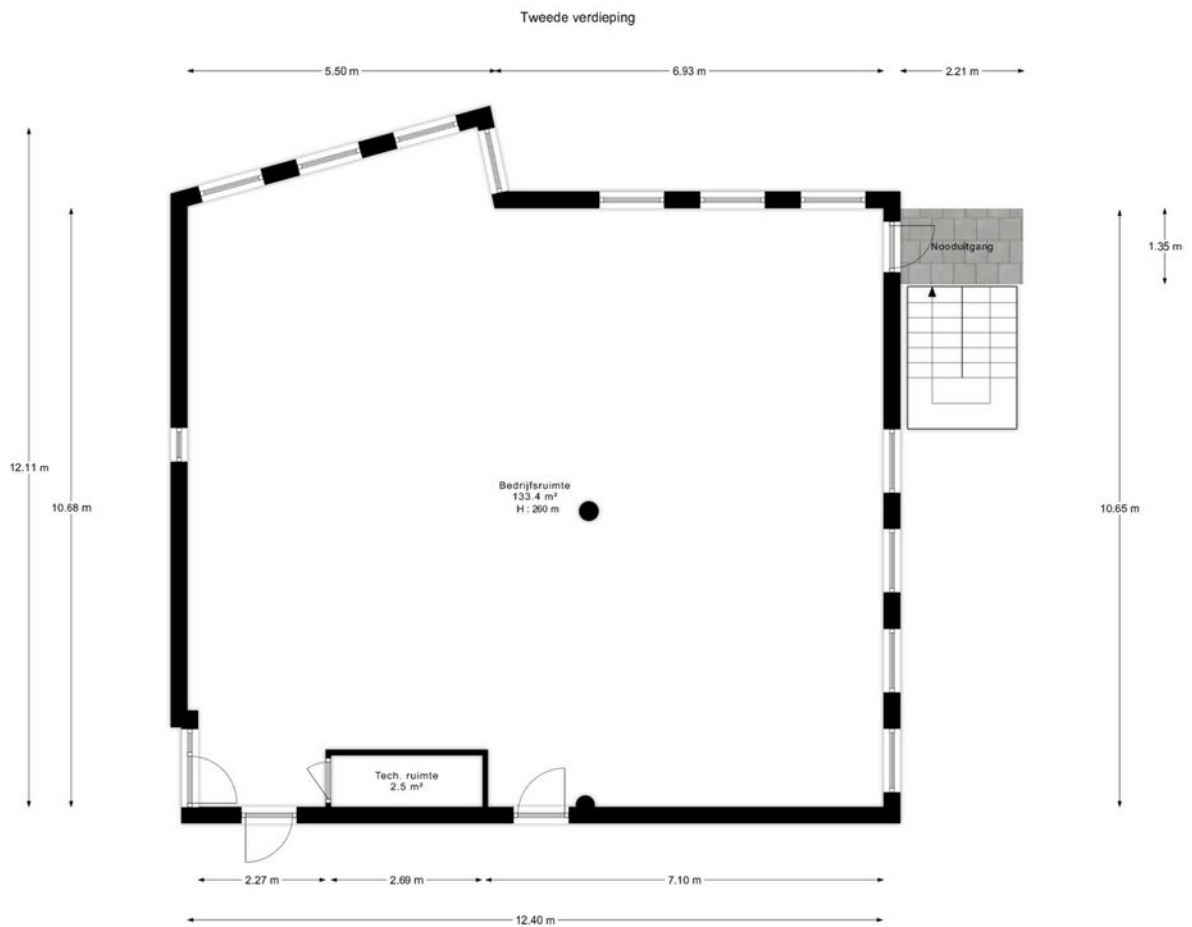 Tweede verdieping
5.50 m
6.93 m
2.21 m
Nooduitgang
1.35 m
12.11 m
10.68 m
Bedrijfsruimte
133.4 m²
H : 260 m
10.65 m
Tech. ruimte
2.5 m²
2.27 m
2.69 m
7.10 m
12.40 m